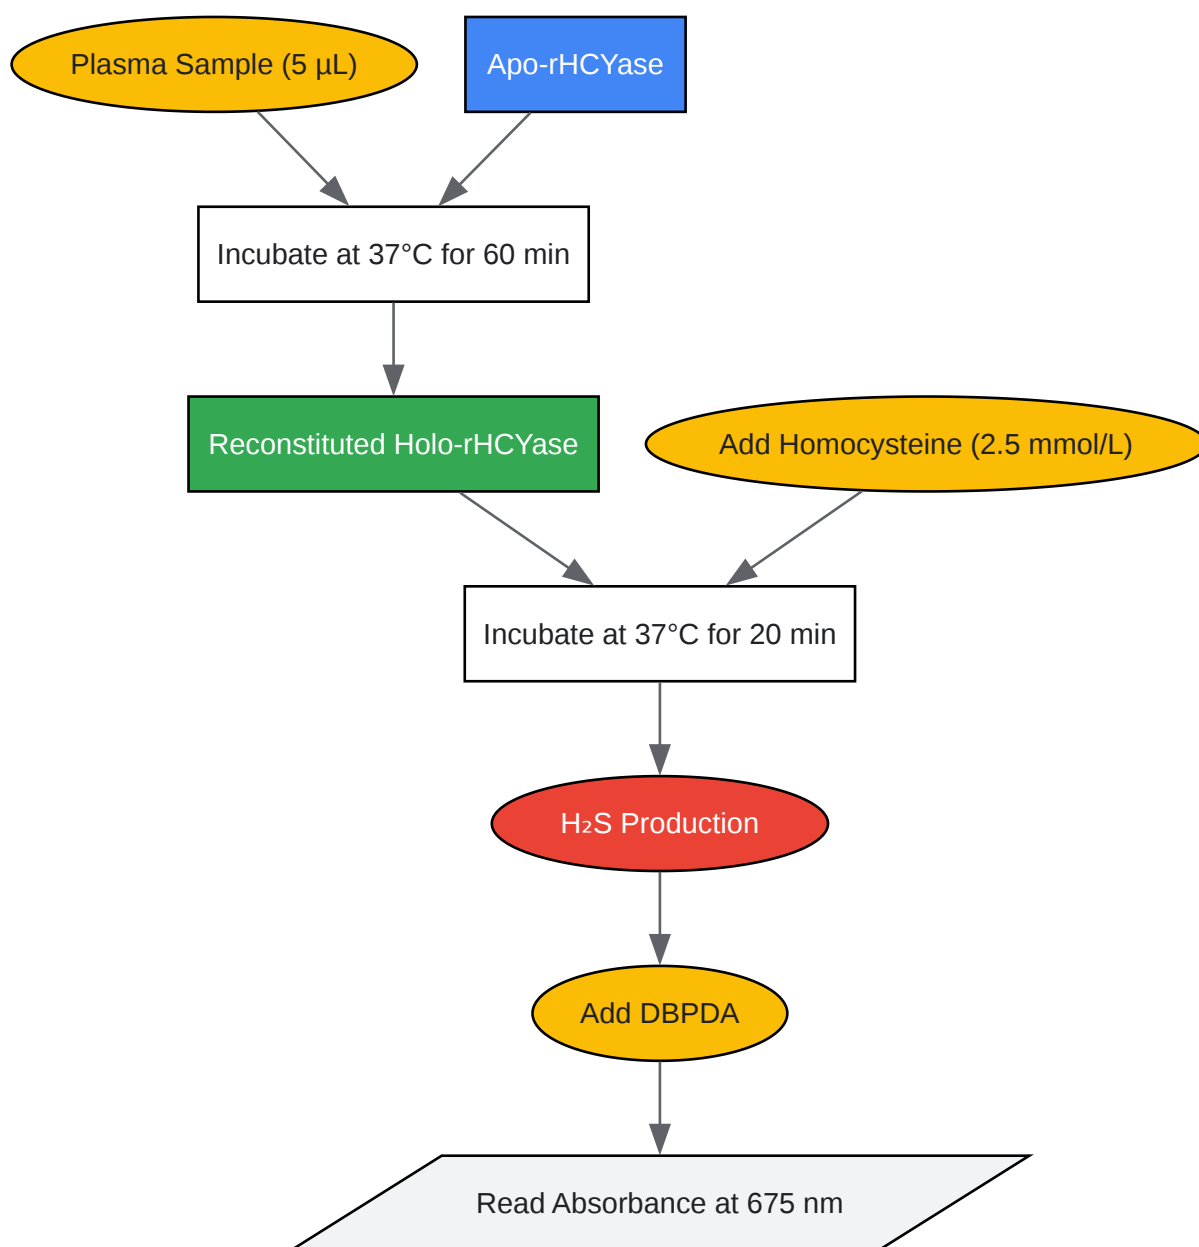 Plasma Sample (5 µL)
Apo-rHCYase
Incubate at 37°C for 60 min
Reconstituted Holo-rHCYase
Add Homocysteine (2.5 mmol/L)
Incubate at 37°C for 20 min
H₂S Production
Add DBPDA
Read Absorbance at 675 nm